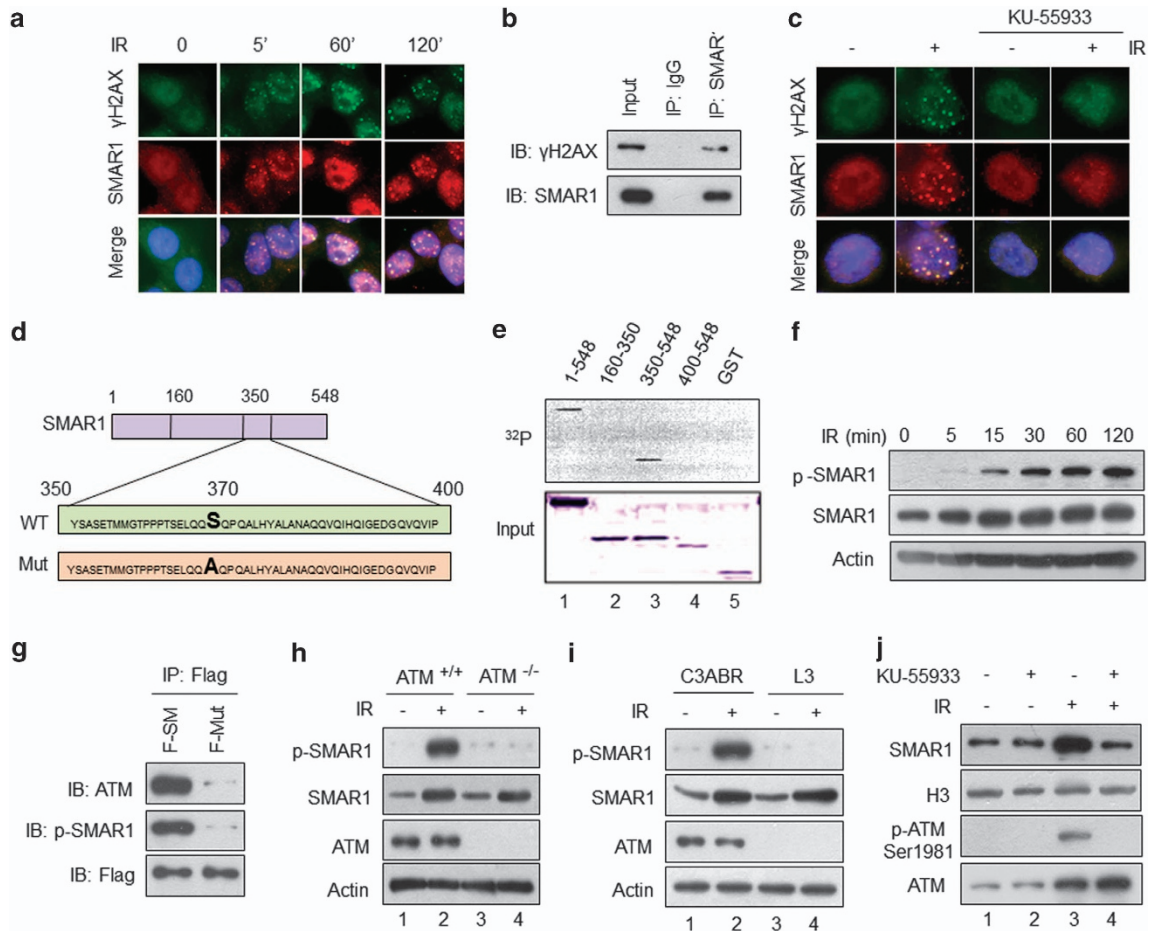 a
IR 0 5' 60' 120'
γH2AX
SMAR1
Merge
b
Input
IP: IgG
IP: SMAR
IB: γH2AX
IB: SMAR1
c
KU-55933
- + - + IR
γH2AX
SMAR1
Merge
d
1 160 350 548
SMAR1
350 370 400
WT YSASETMMGTPPPTSELQQSQPQALHYALANAQQVQIHQIGEDGQVQVIP
Mut YSASETMMGTPPPTSELQQAQPQALHYALANAQQVQIHQIGEDGQVQVIP
e
1-548
160-350
350-548
400-548
GST
32P
Input
1 2 3 4 5
f
IR (min) 0 5 15 30 60 120
p-SMAR1
SMAR1
Actin
g
IP: Flag
F-SM
F-Mut
IB: ATM
IB: p-SMAR1
IB: Flag
h
ATM +/+ ATM -/-
IR - + - +
p-SMAR1
SMAR1
ATM
Actin
1 2 3 4
i
C3ABR L3
IR - + - +
p-SMAR1
SMAR1
ATM
Actin
1 2 3 4
j
KU-55933 - + - +
IR - - + +
SMAR1
H3
p-ATM
Ser1981
ATM
1 2 3 4